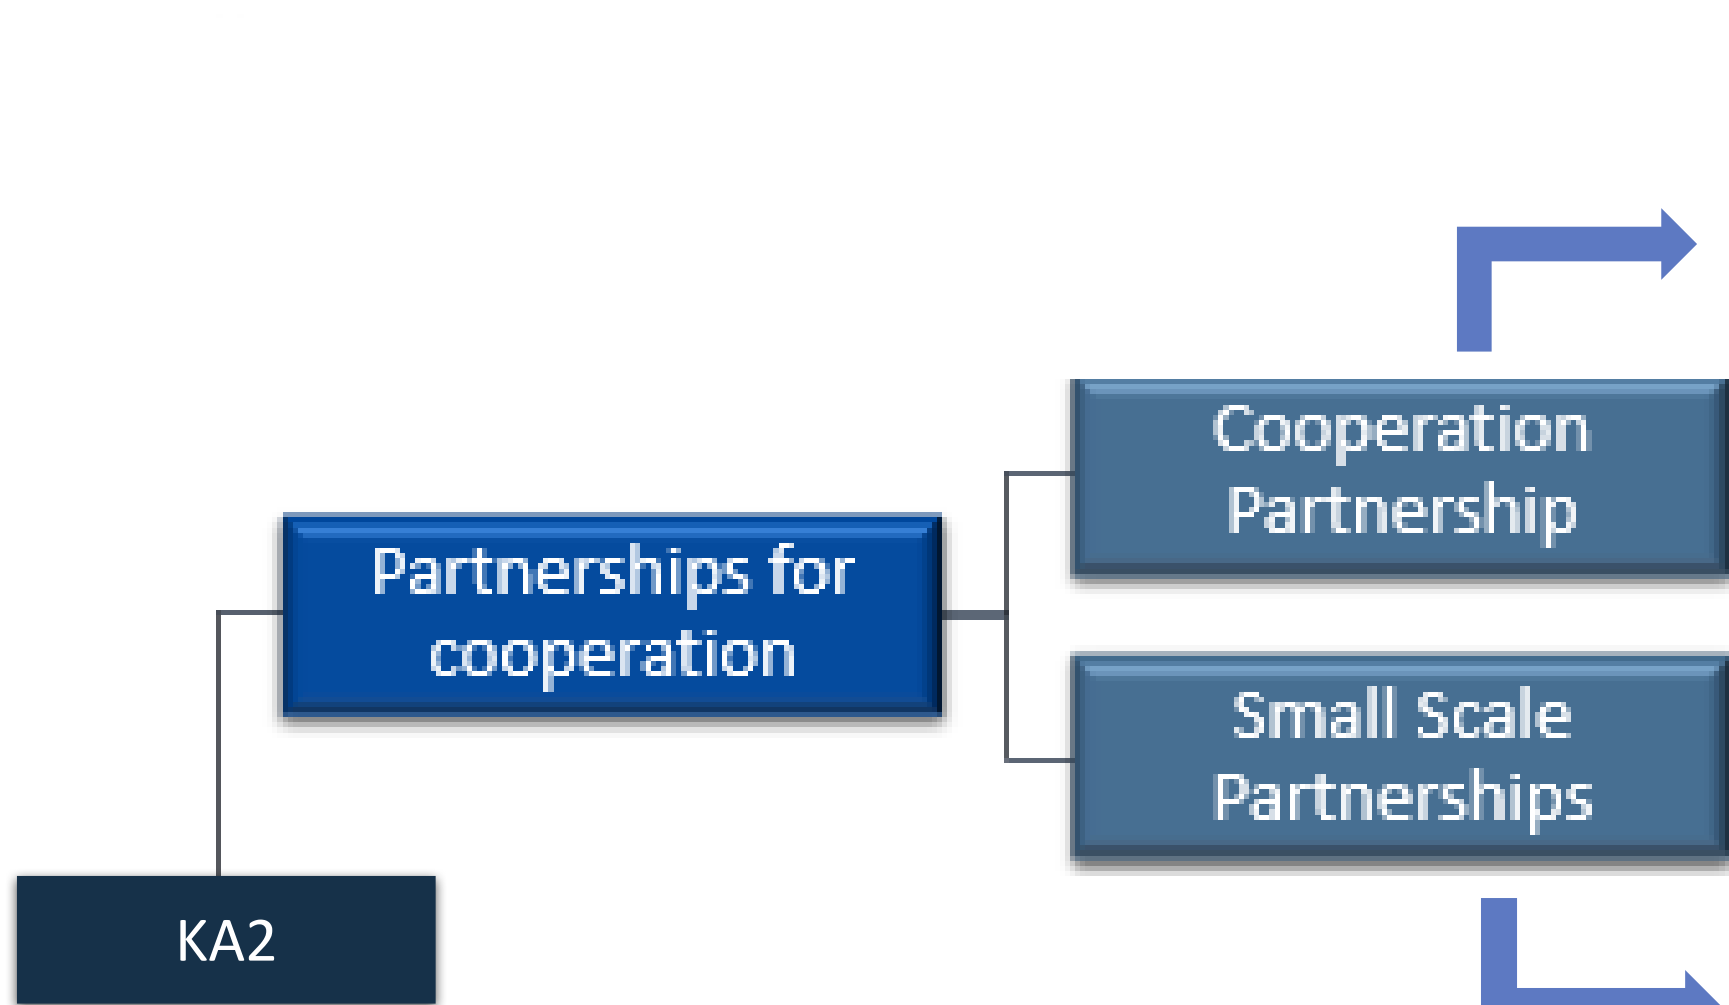 Cooperation
Partnership
Partnerships for
cooperation
Small Scale
Partnerships
KA2